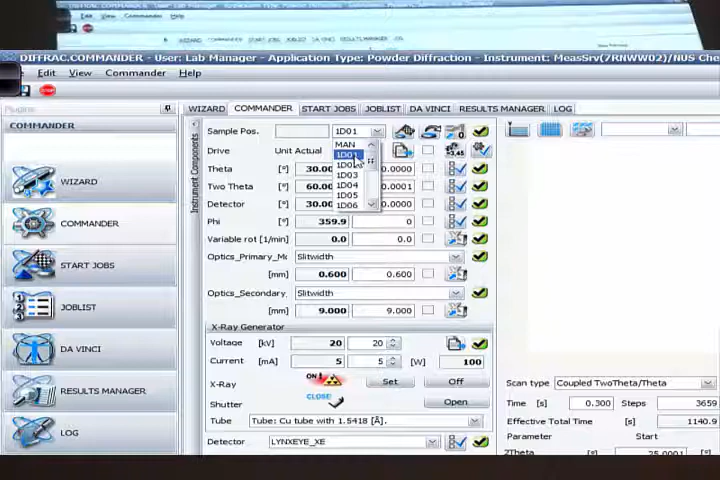 DIFFRAC.COMMANDER - User: Lab Manager - Application Type: Powder Diffraction - Instrument: MeasSrv(7RNWW02)/NUS Che
Edit View Commander Help
Plugins
COMMANDER
WIZARD
COMMANDER
START JOBS
JOBLIST
DA VINCI
RESULTS MANAGER
LOG
WIZARD COMMANDER START JOBS JOBLIST DA VINCI RESULTS MANAGER LOG
Instrument Components
Sample Pos. 1D01
MAN
1D01
1D02
1D03
1D04
1D05
1D06
Drive Unit Actual
Theta [°] 30.00
Two Theta [°] 60.00 0.0001
Detector [°] 30.00
Phi [°] 359.9 0
Variable rot [1/min] 0.0 0.0
Optics_Primary_Mo Slitwidth
[mm] 0.600 0.600
Optics_Secondary_ Slitwidth
[mm] 9.000 9.000
X-Ray Generator
Voltage [kV] 20 20
Current [mA] 5 5 [W] 100
X-Ray ON ! Set Off
Shutter CLOSE Open
Tube Tube: Cu tube with 1.5418 [Å].
Detector LYNXEYE_XE
Scan type Coupled TwoTheta/Theta
Time [s] 0.300 Steps 3659
Effective Total Time [s] 1140.9
Parameter Start
2Theta 25.0001